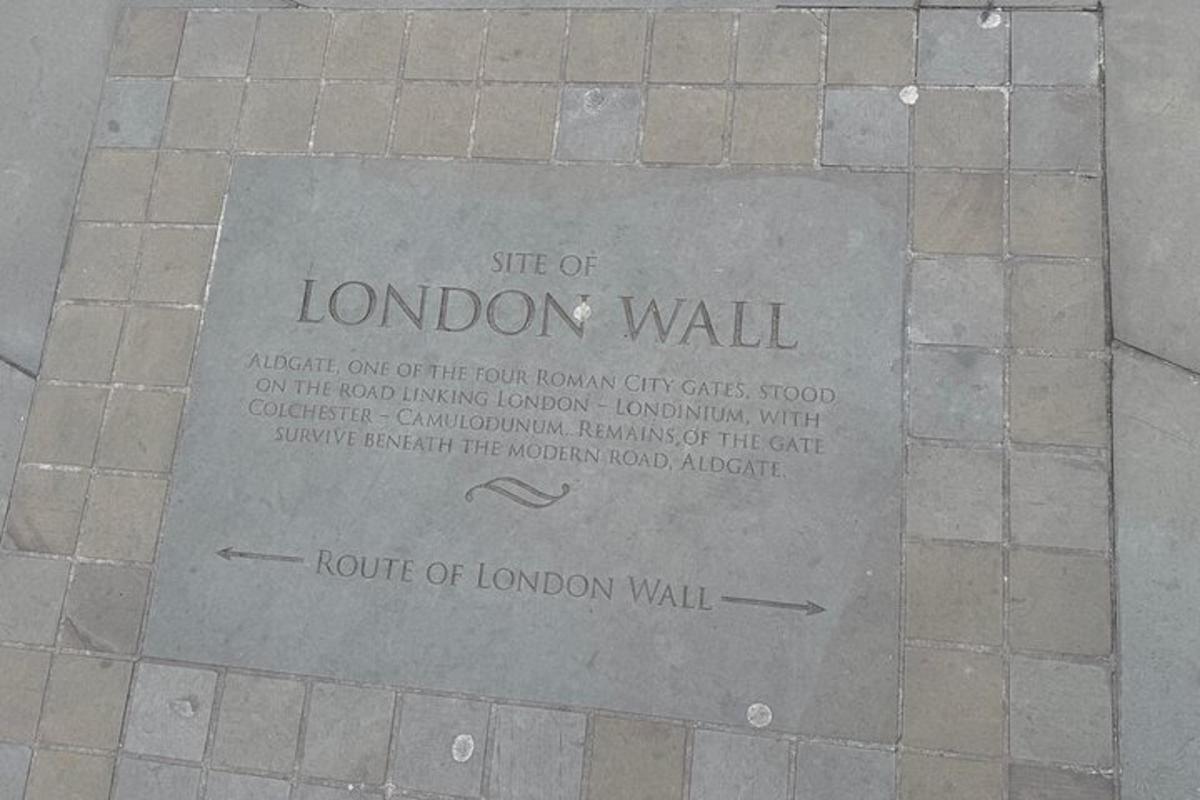 SITE OF
LONDON WALL
ALDGATE, ONE OF THE FOUR ROMAN CITY GATES, STOOD
ON THE ROAD LINKING LONDON – LONDINIUM, WITH
COLCHESTER – CAMULODUNUM. REMAINS OF THE GATE
SURVIVE BENEATH THE MODERN ROAD, ALDGATE.
ROUTE OF LONDON WALL